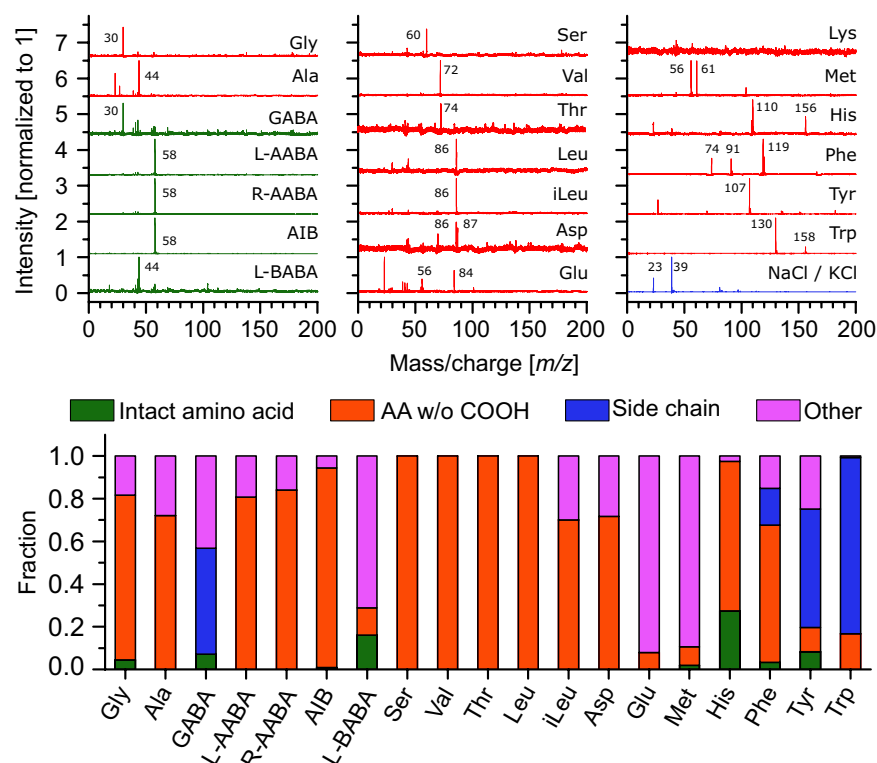 Intensity [normalized to 1]
7
6
5
4
3
2
1
0
30
Gly
44
Ala
30
GABA
58
L-AABA
58
R-AABA
58
AIB
44
L-BABA
0 50 100 150 200
60
Ser
72
Val
74
Thr
86
Leu
86
iLeu
86 87
Asp
56 84
Glu
0 50 100 150 200
Lys
56 61
Met
110 156
His
74 91 119
Phe
107
Tyr
130
158
Trp
23 39
NaCl / KCl
0 50 100 150 200
Mass/charge [m/z]
Intact amino acid AA w/o COOH Side chain Other
Fraction
1.0
0.8
0.6
0.4
0.2
0.0
Gly
Ala
GABA
L-AABA
R-AABA
AIB
L-BABA
Ser
Val
Thr
Leu
iLeu
Asp
Glu
Met
His
Phe
Tyr
Trp